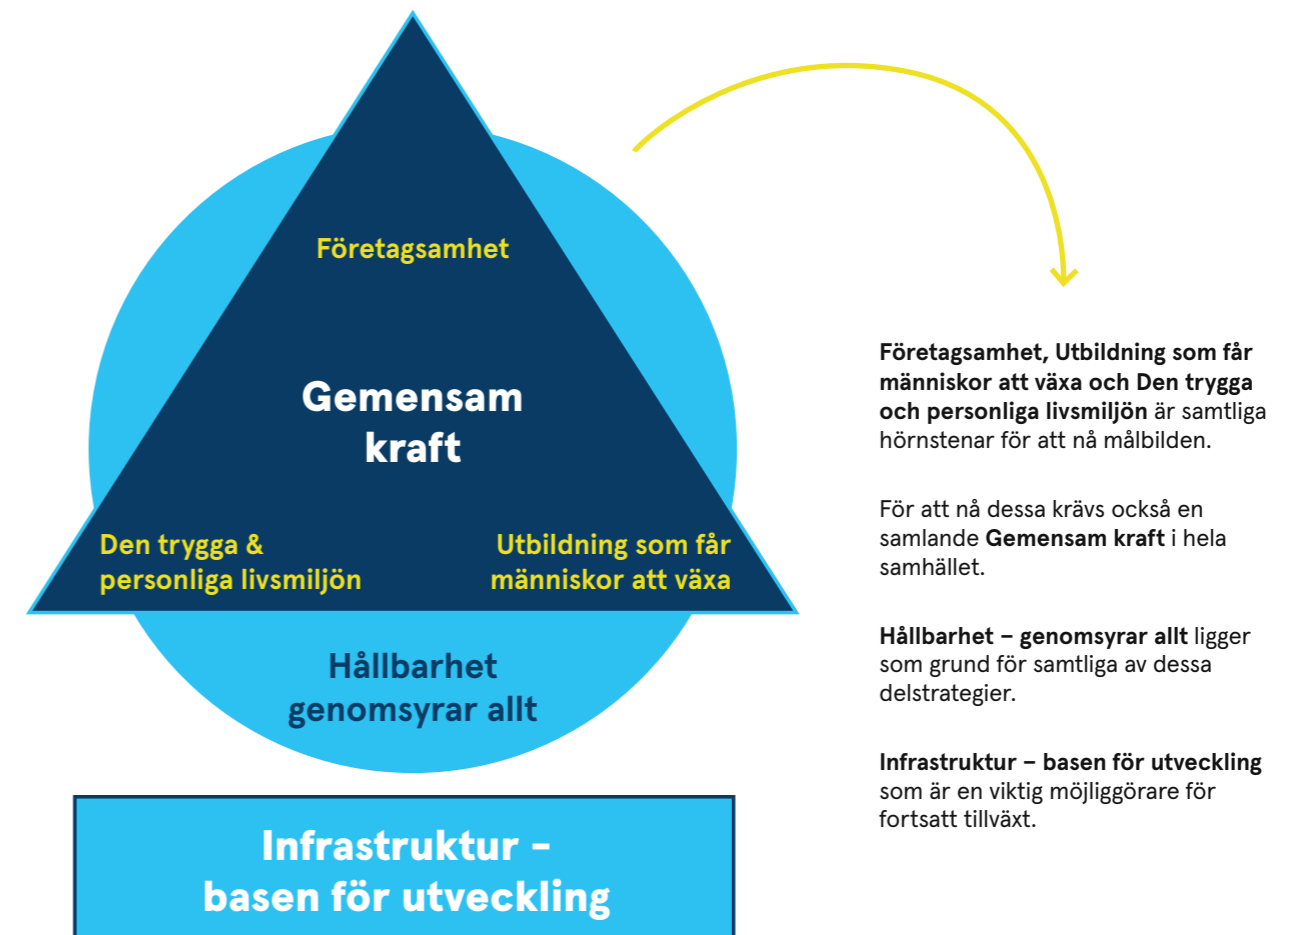 Företagsamhet
Gemensam
kraft
Den trygga &
personliga livsmiljön
Utbildning som får
människor att växa
Hållbarhet
genomsyrar allt
Infrastruktur –
basen för utveckling
Företagsamhet, Utbildning som får
människor att växa och Den trygga
och personliga livsmiljön är samtliga
hörnstenar för att nå målbilden.
För att nå dessa krävs också en
samlande Gemensam kraft i hela
samhället.
Hållbarhet – genomsyrar allt ligger
som grund för samtliga av dessa
delstrategier.
Infrastruktur – basen för utveckling
som är en viktig möjliggörare för
fortsatt tillväxt.